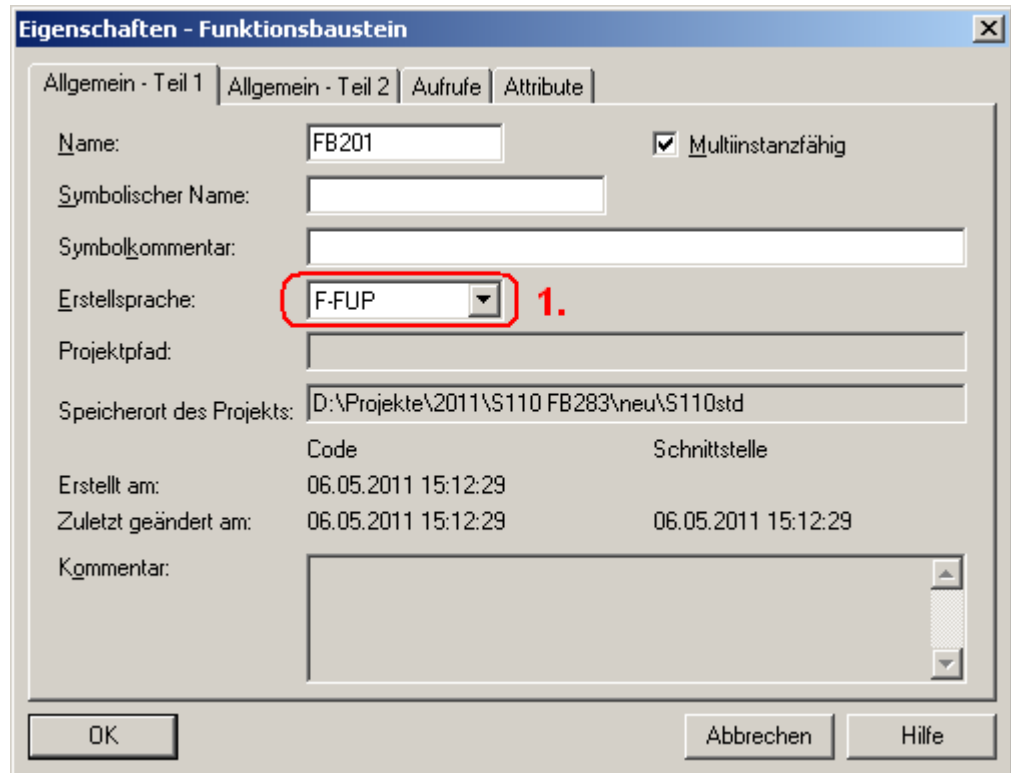 Eigenschaften - Funktionsbaustein
Allgemein - Teil 1 Allgemein - Teil 2 Aufrufe Attribute
Name: FB201 Multiinstanzfähig
Symbolischer Name:
Symbolkommentar:
Erstellsprache: F-FUP 1.
Projektpfad:
Speicherort des Projekts: D:\Projekte\2011\S110 FB283\neu\S110std
Code Schnittstelle
Erstellt am: 06.05.2011 15:12:29
Zuletzt geändert am: 06.05.2011 15:12:29 06.05.2011 15:12:29
Kommentar:
OK Abbrechen Hilfe